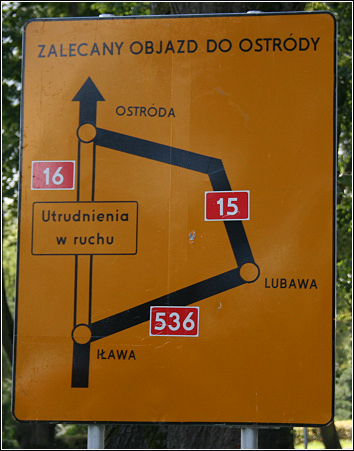 ZALECANY OBJAZD DO OSTRÓDY
OSTRÓDA
16
15
Utrudnienia
w ruchu
LUBAWA
536
IŁAWA